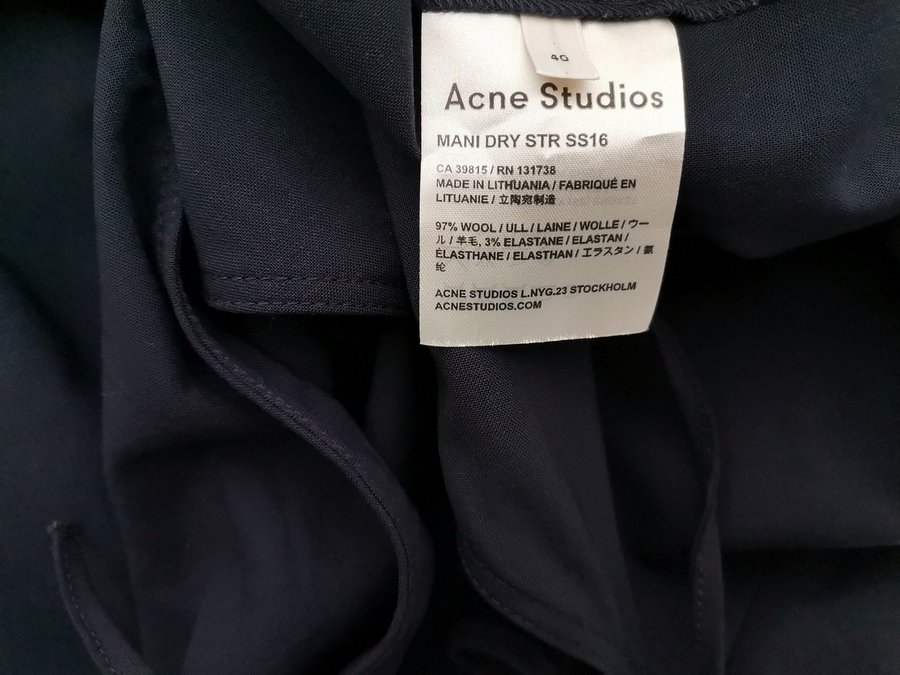 40
Acne Studios
MANI DRY STR SS16
CA 39815 / RN 131738
MADE IN LITHUANIA / FABRIQUÉ EN
LITUANIE / 立陶宛制造
97% WOOL / ULL / LAINE / WOLLE / ウー
ル / 羊毛, 3% ELASTANE / ELASTAN /
ÉLASTHANE / ELASTHAN / エラスタン / 氨
纶
ACNE STUDIOS L.NYG.23 STOCKHOLM
ACNESTUDIOS.COM